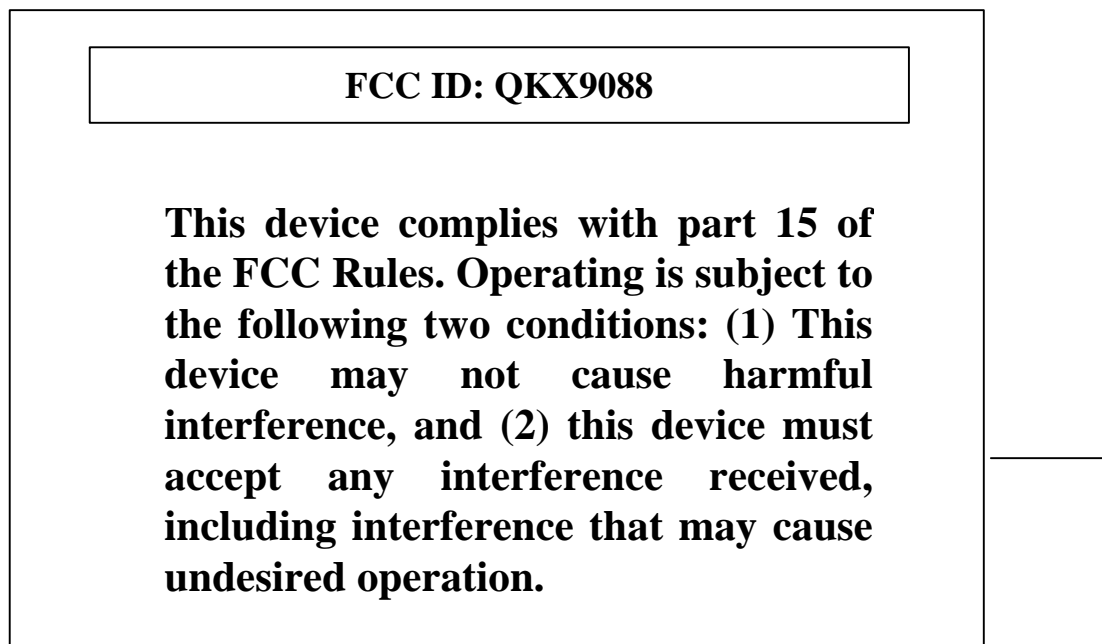 FCC ID: QKX9088
This device complies with part 15 of
the FCC Rules. Operating is subject to
the following two conditions: (1) This
device may not cause harmful
interference, and (2) this device must
accept any interference received,
including interference that may cause
undesired operation.